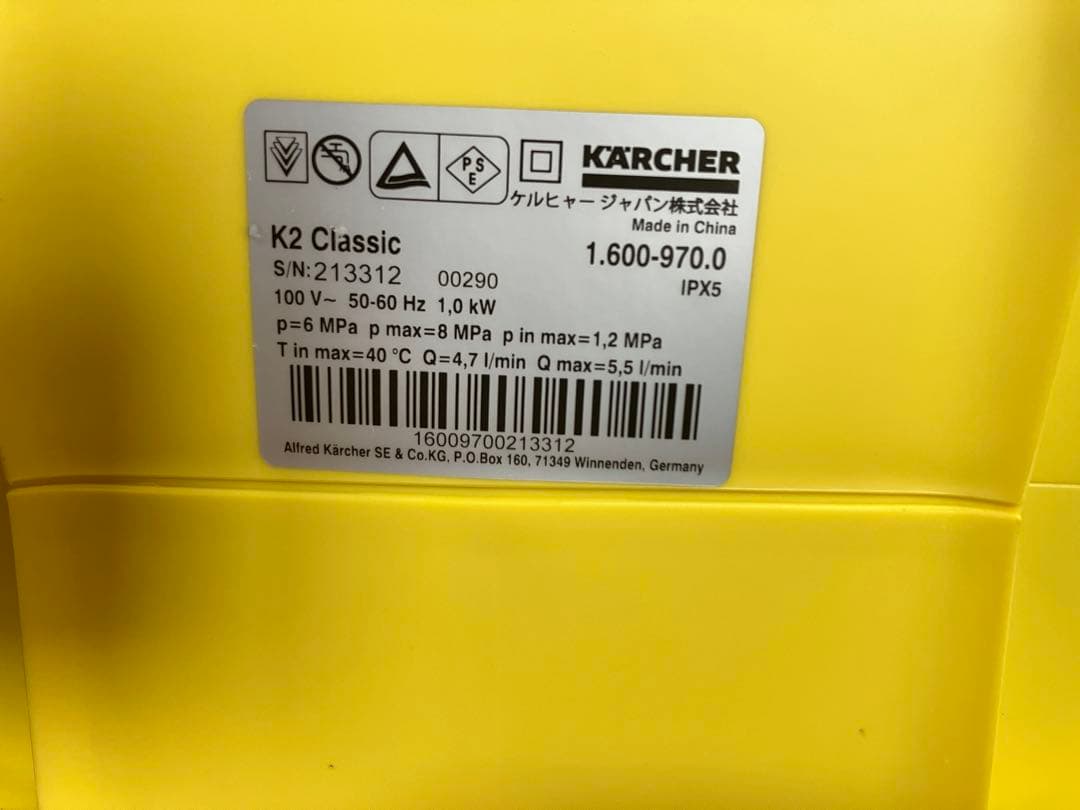 PS
E
KÄRCHER
ケルヒャー ジャパン株式会社
Made in China
K2 Classic
1.600-970.0
S/N: 213312 00290
IPX5
100 V~ 50-60 Hz 1,0 kW
p=6 MPa p max=8 MPa p in max=1,2 MPa
T in max=40 °C Q=4,7 l/min Q max=5,5 l/min
16009700213312
Alfred Kärcher SE & Co.KG, P.O.Box 160, 71349 Winnenden, Germany